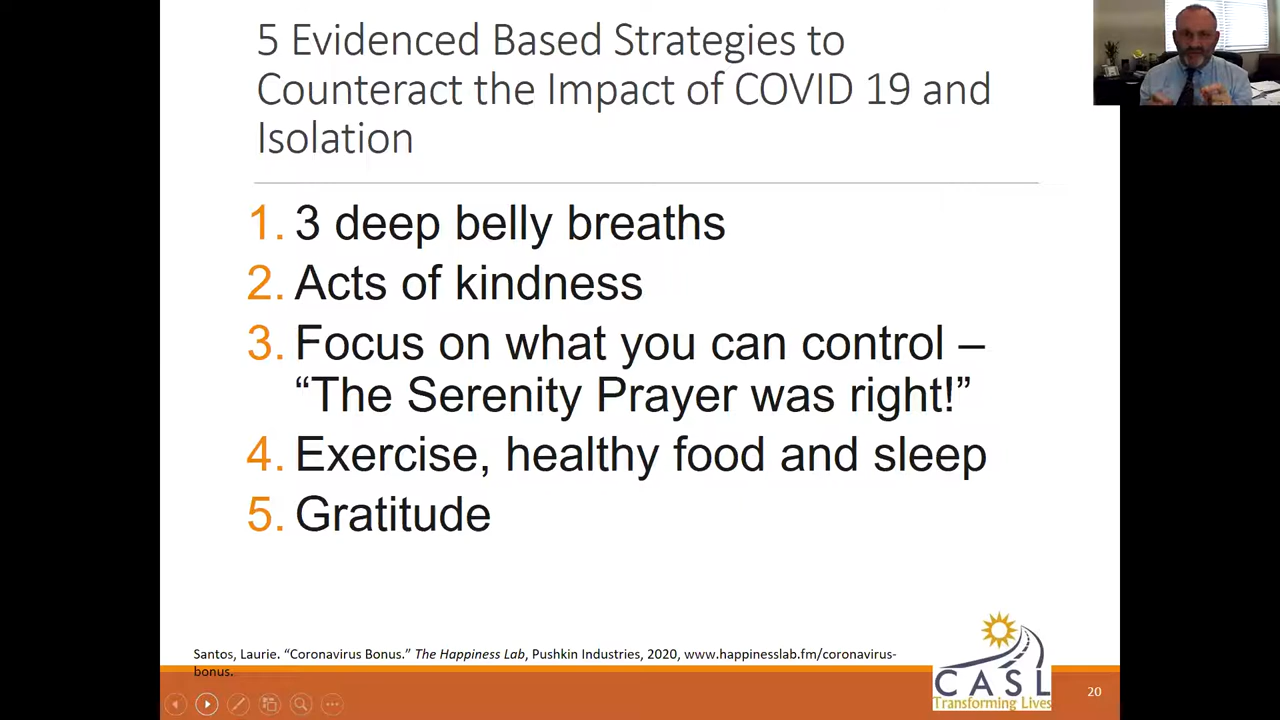 5 Evidenced Based Strategies to
Counteract the Impact of COVID 19 and
Isolation
1. 3 deep belly breaths
2. Acts of kindness
3. Focus on what you can control –
“The Serenity Prayer was right!”
4. Exercise, healthy food and sleep
5. Gratitude
Santos, Laurie. “Coronavirus Bonus.” The Happiness Lab, Pushkin Industries, 2020, www.happinesslab.fm/coronavirus-
bonus.
CASL
Transforming Lives
20